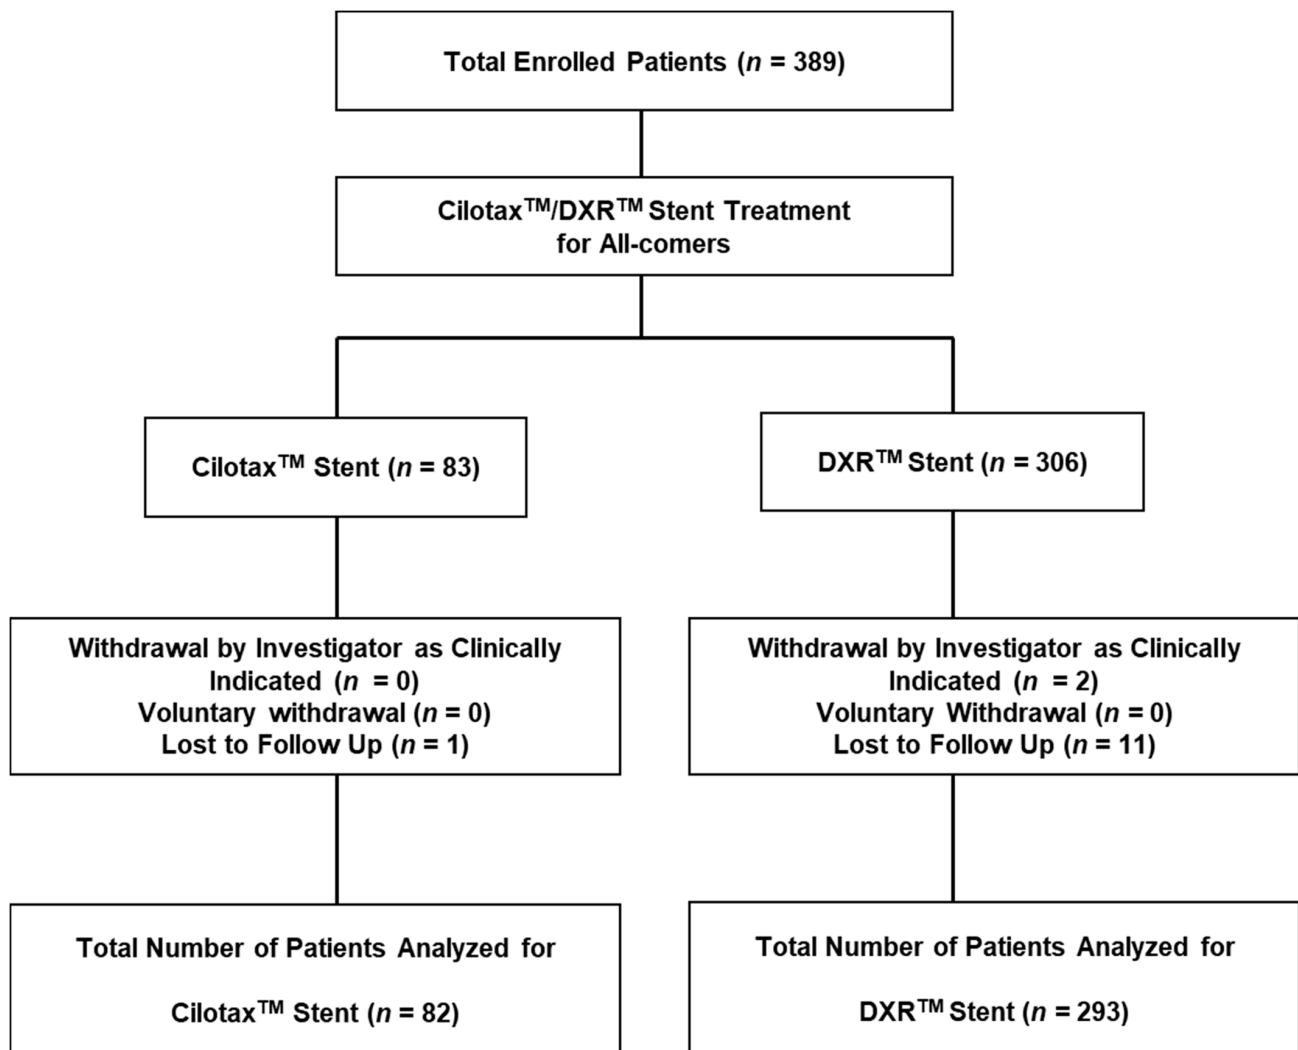 Total Enrolled Patients (n = 389)
Cilotax™/DXR™ Stent Treatment
for All-comers
Cilotax™ Stent (n = 83)
DXR™ Stent (n = 306)
Withdrawal by Investigator as Clinically
Indicated (n = 0)
Voluntary withdrawal (n = 0)
Lost to Follow Up (n = 1)
Withdrawal by Investigator as Clinically
Indicated (n = 2)
Voluntary Withdrawal (n = 0)
Lost to Follow Up (n = 11)
Total Number of Patients Analyzed for
Cilotax™ Stent (n = 82)
Total Number of Patients Analyzed for
DXR™ Stent (n = 293)